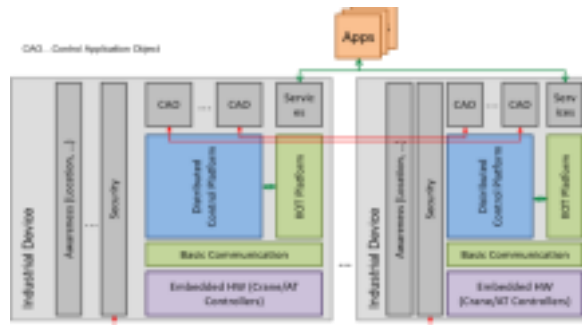 Apps
CAO...Control Application Object
CAO
...
CAO
Servic
es
CAO
...
CAO
Serv
ices
Industrial Device
Awareness (Location, ...)
...
Security
Distributed
Control Platform
IIOT Platform
Basic Communication
Embedded HW (Crane/AT
Controllers)
...
Industrial Device
Awareness (Location, ...)
Security
Distributed
Control Platform
IIOT Platform
Basic Communication
Embedded HW
(Crane/AT Controllers)